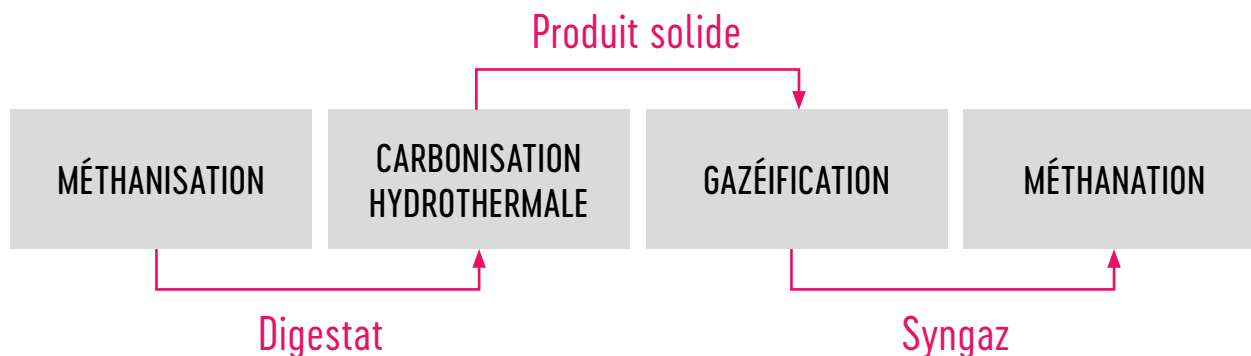 Produit solide
MÉTHANISATION
CARBONISATION
HYDROTHERMALE
GAZÉIFICATION
MÉTHANATION
Digestat
Syngaz